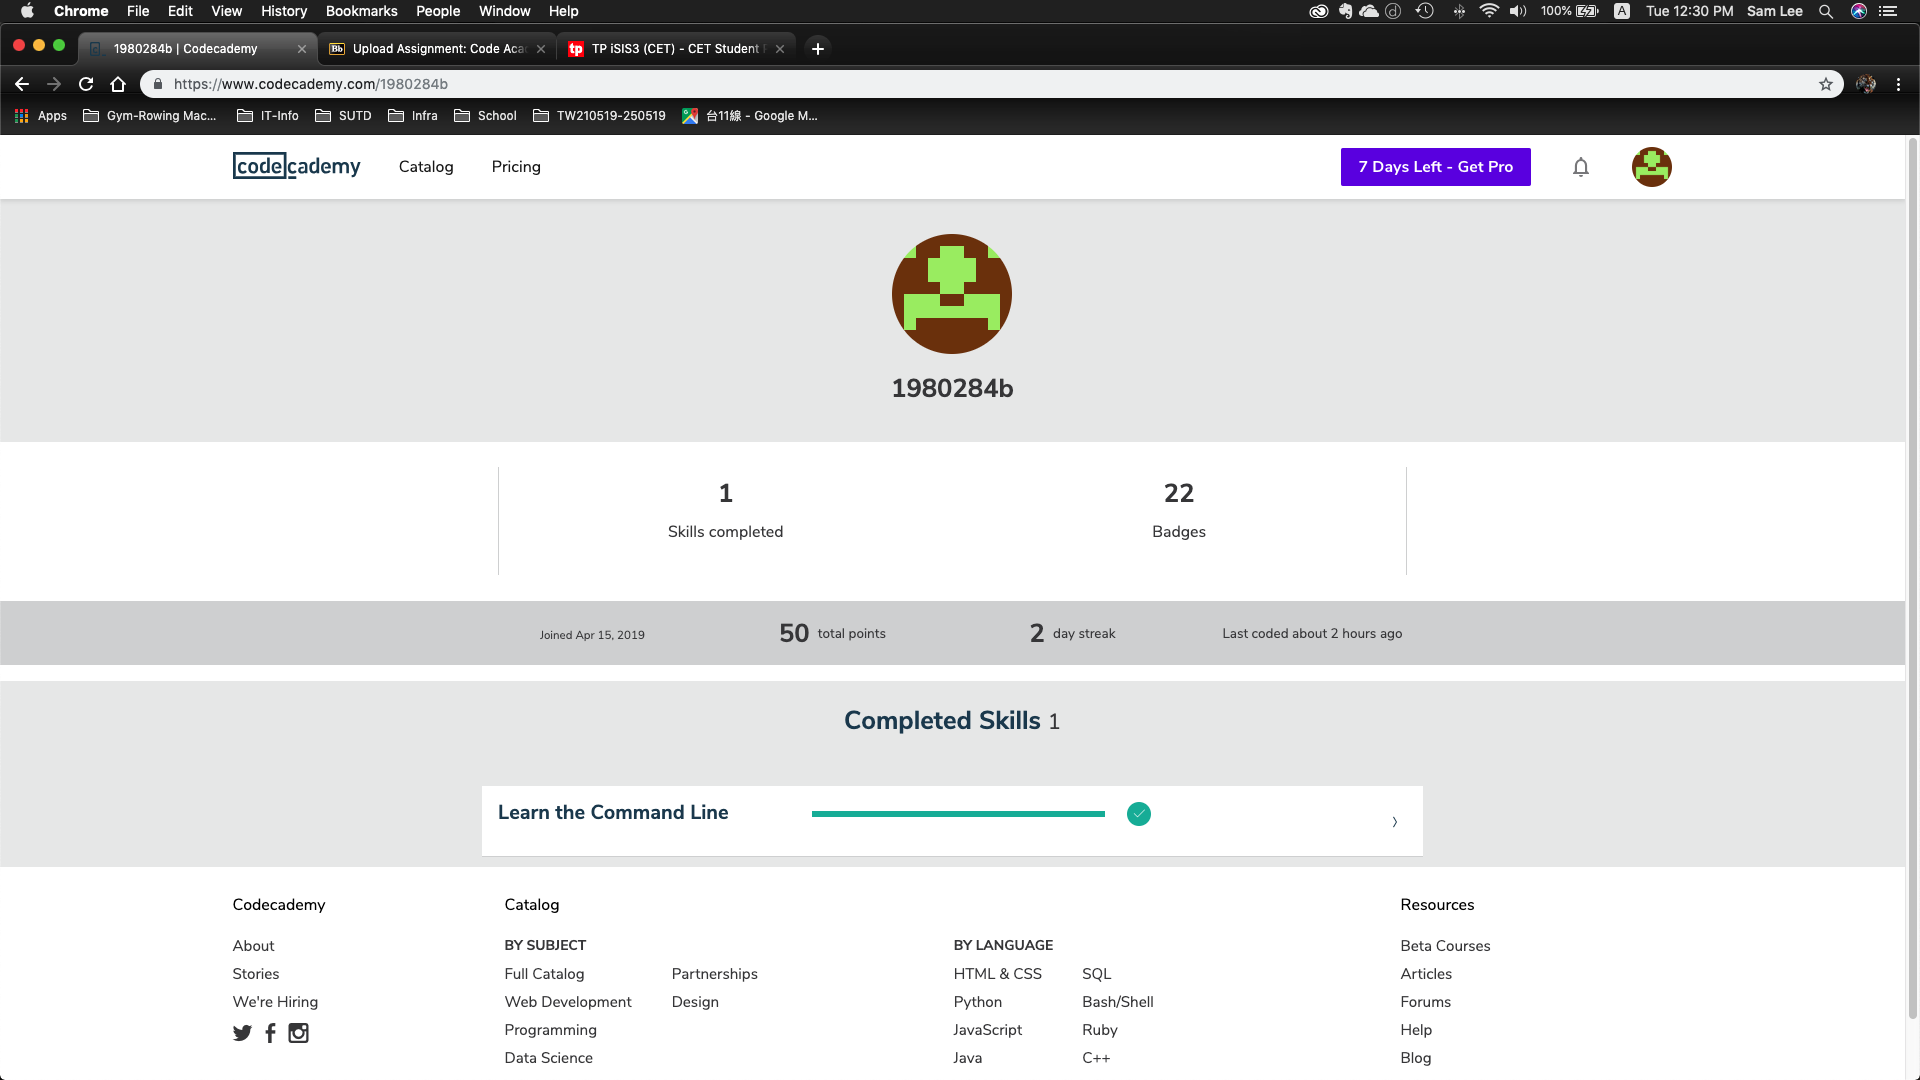 Chrome File Edit View History Bookmarks People Window Help 100% A Tue 12:30 PM Sam Lee
1980284b | Codecademy Bb Upload Assignment: Code Aca tp TP iSIS3 (CET) - CET Student
https://www.codecademy.com/1980284b
Apps Gym-Rowing Mac... IT-Info SUTD Infra School TW210519-250519 台11線 - Google M...
codecademy Catalog Pricing 7 Days Left - Get Pro
1980284b
1 22
Skills completed Badges
Joined Apr 15, 2019 50 total points 2 day streak Last coded about 2 hours ago
Completed Skills 1
Learn the Command Line
Codecademy Catalog Resources
About BY SUBJECT BY LANGUAGE Beta Courses
Stories Full Catalog Partnerships HTML & CSS SQL Articles
We're Hiring Web Development Design Python Bash/Shell Forums
Programming JavaScript Ruby Help
Data Science Java C++ Blog